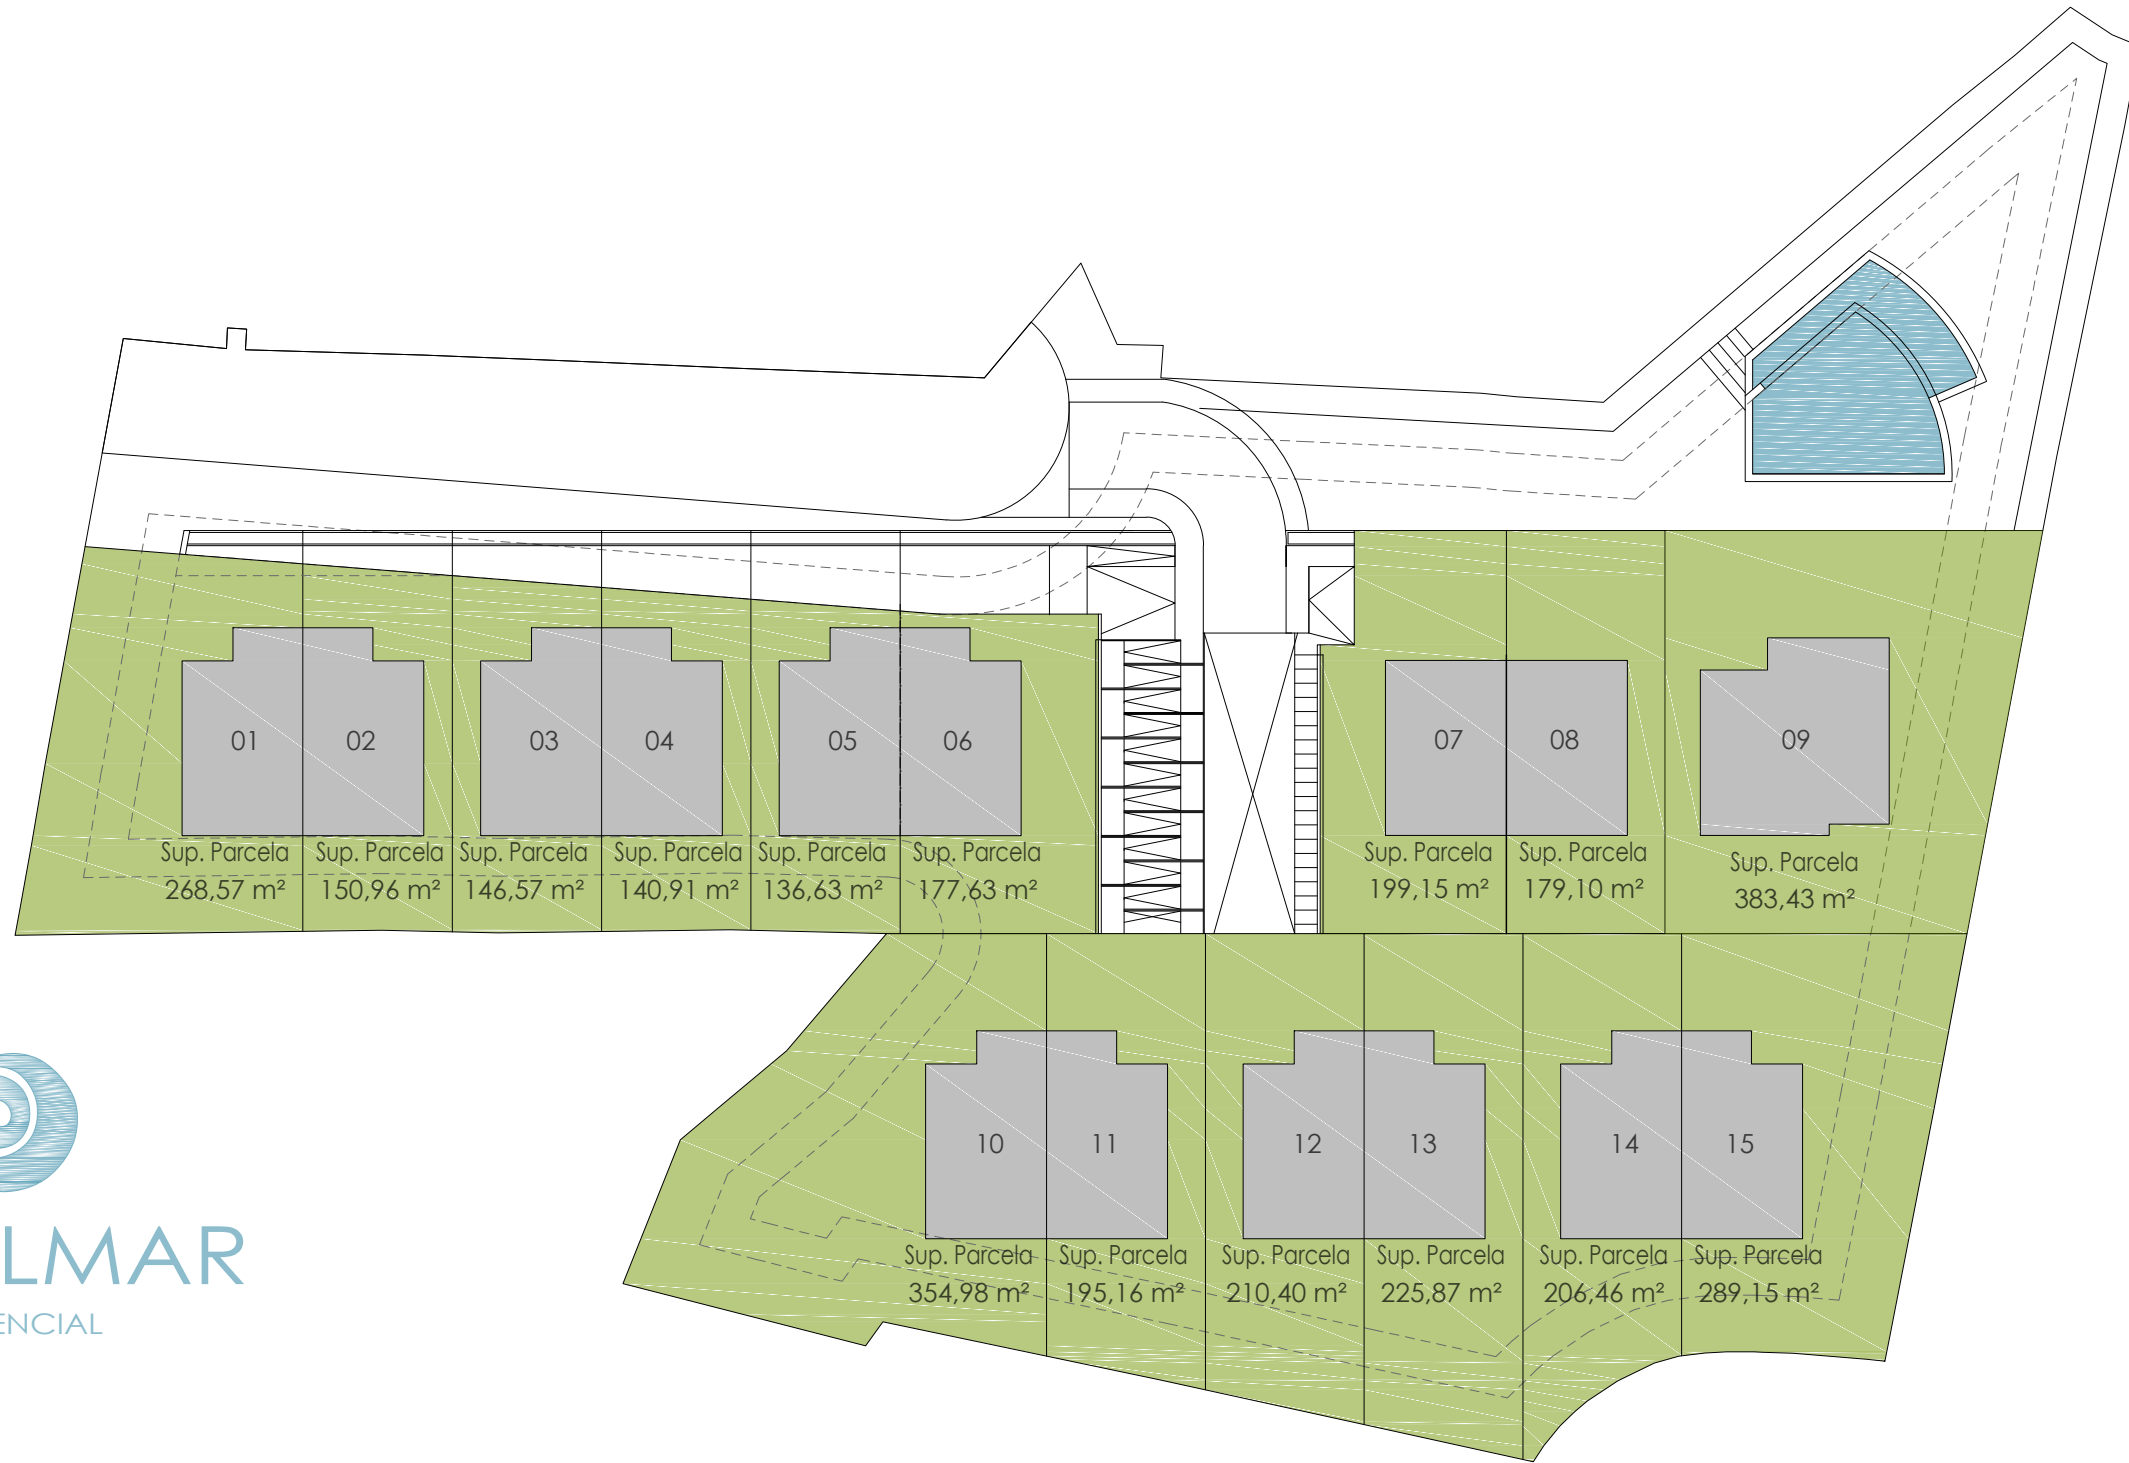 01 02 03 04 05 06 07 08 09
Sup. Parcela Sup. Parcela Sup. Parcela Sup. Parcela Sup. Parcela Sup. Parcela Sup. Parcela Sup. Parcela Sup. Parcela
268,57 m² 150,96 m² 146,57 m² 140,91 m² 136,63 m² 177,63 m² 199,15 m² 179,10 m² 383,43 m²
10 11 12 13 14 15
Sup. Parcela Sup. Parcela Sup. Parcela Sup. Parcela Sup. Parcela Sup. Parcela
354,98 m² 195,16 m² 210,40 m² 225,87 m² 206,46 m² 289,15 m²
LMAR
ENCIAL